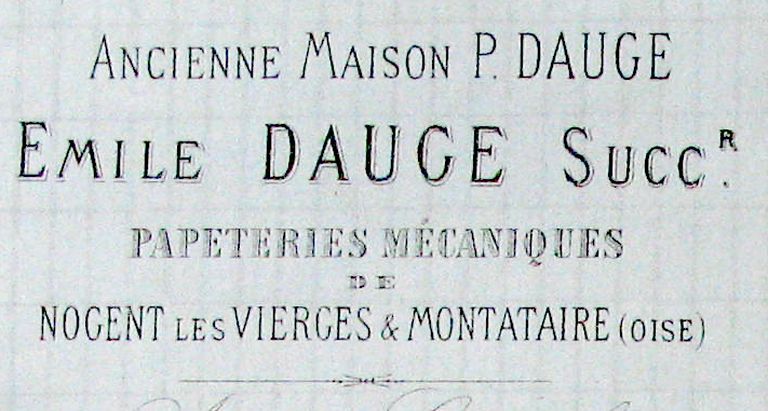 ANCIENNE MAISON P. DAUGE
EMILE DAUGE SUCCR.
PAPETERIES MÉCANIQUES
DE
NOGENT LES VIERGES & MONTATAIRE (OISE)